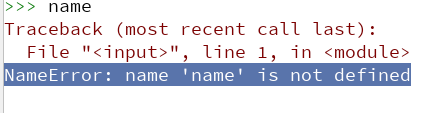 >>> name
Traceback (most recent call last):
  File "<input>", line 1, in <module>
NameError: name 'name' is not defined